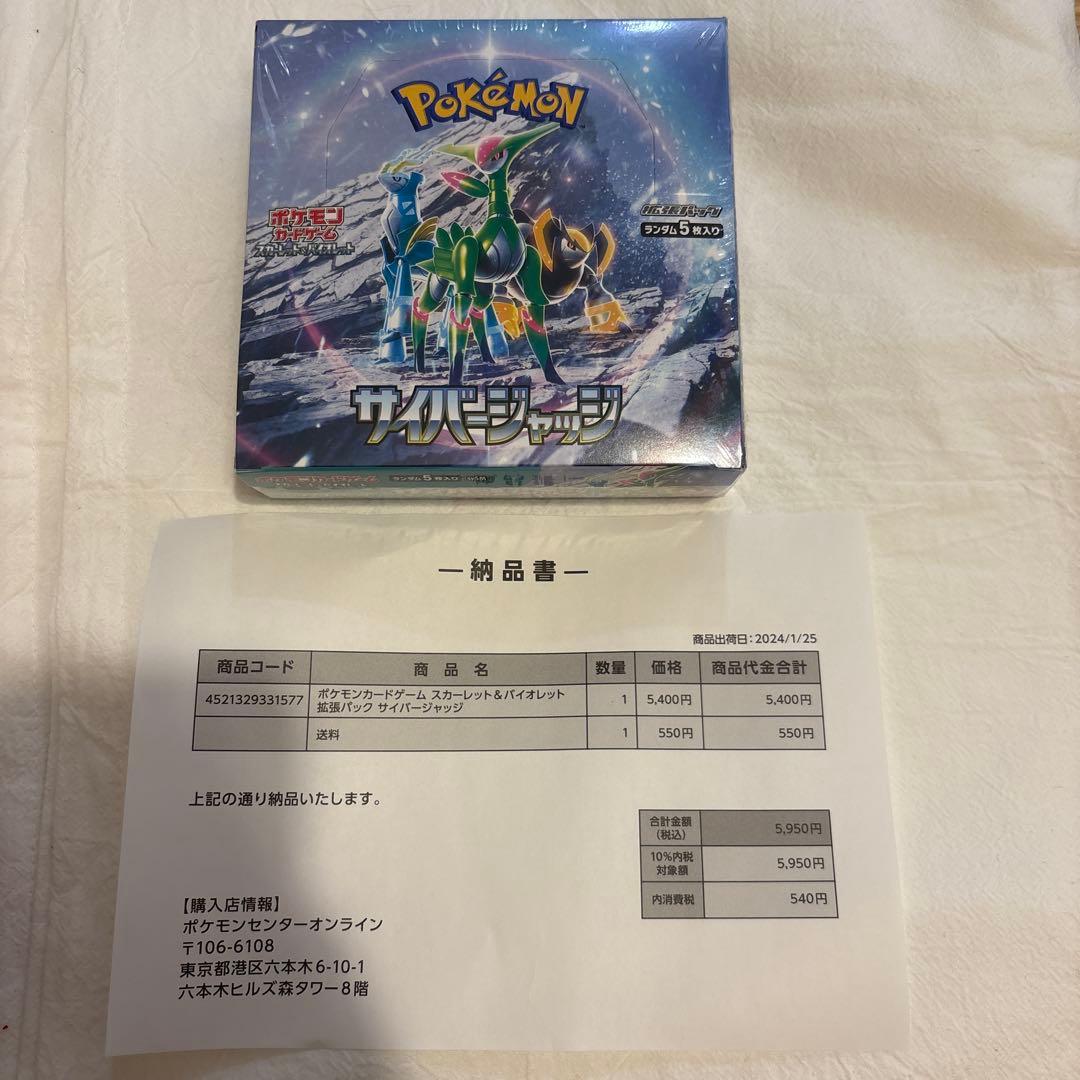 POKéMON
ポケモン
カードゲーム
スカーレット&バイオレット
拡張パック
ランダム5枚入り
サイバージャッジ
ランダム5枚入り
ー納品書ー
商品出荷日:2024/1/25
商品コード 商品名 数量 価格 商品代金合計
4521329331577 ポケモンカードゲーム スカーレット&バイオレット
拡張パック サイバージャッジ 1 5,400円 5,400円
送料 1 550円 550円
上記の通り納品いたします。
合計金額
(税込) 5,950円
10%内税
対象額 5,950円
内消費税 540円
【購入店情報】
ポケモンセンターオンライン
〒106-6108
東京都港区六本木6-10-1
六本木ヒルズ森タワー8階